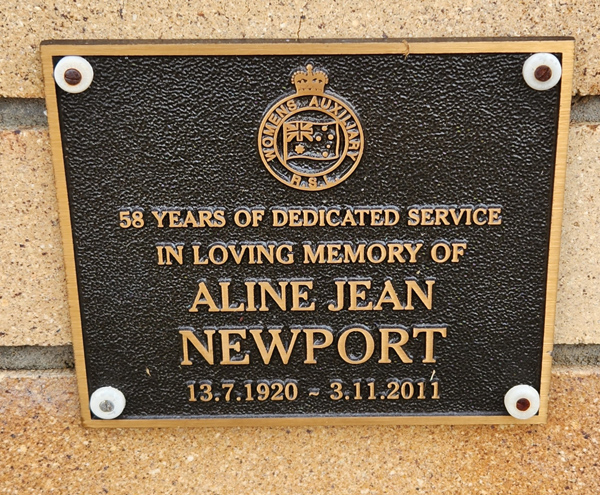 WOMENS AUXILIARY
R.S.L.
58 YEARS OF DEDICATED SERVICE
IN LOVING MEMORY OF
ALINE JEAN
NEWPORT
13.7.1920 ~ 3.11.2011